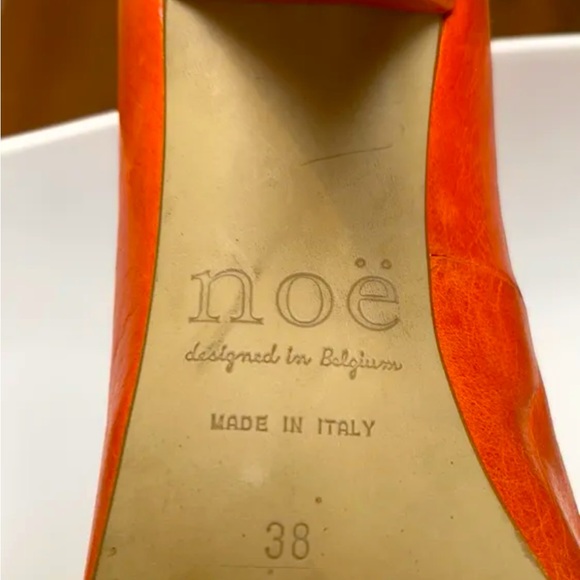 noë
designed in Belgium
MADE IN ITALY
38